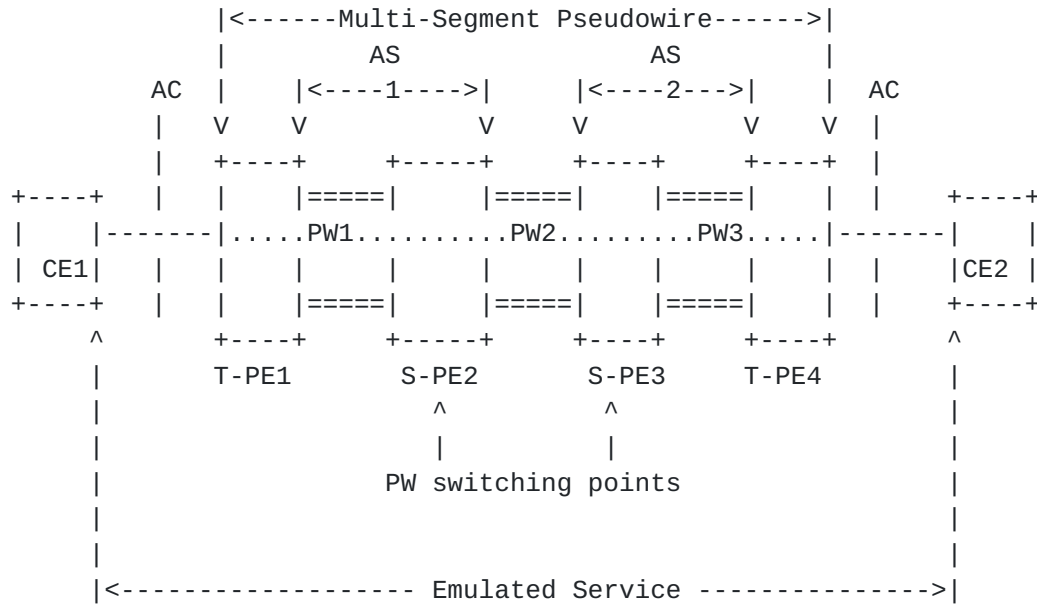 |<------Multi-Segment Pseudowire------>|
|         AS                 AS          |
AC   |    |<----1---->|     |<----2--->|    |  AC
|   V    V           V     V          V    V  |
|   +----+     +-----+     +----+     +----+  |
+----+   |   |    |=====|     |=====|    |=====|    |  |    +----+
|    |-------|.....PW1..........PW2.........PW3.....|-------|    |
| CE1|   |   |    |     |     |     |    |     |    |  |    |CE2 |
+----+   |   |    |=====|     |=====|    |=====|    |  |    +----+
^       +----+     +-----+     +----+     +----+       ^
|       T-PE1      S-PE2       S-PE3     T-PE4        |
|                     ^          ^                     |
|                     |          |                     |
|                  PW switching points                 |
|                                                      |
|                                                      |
|<------------------- Emulated Service --------------->|